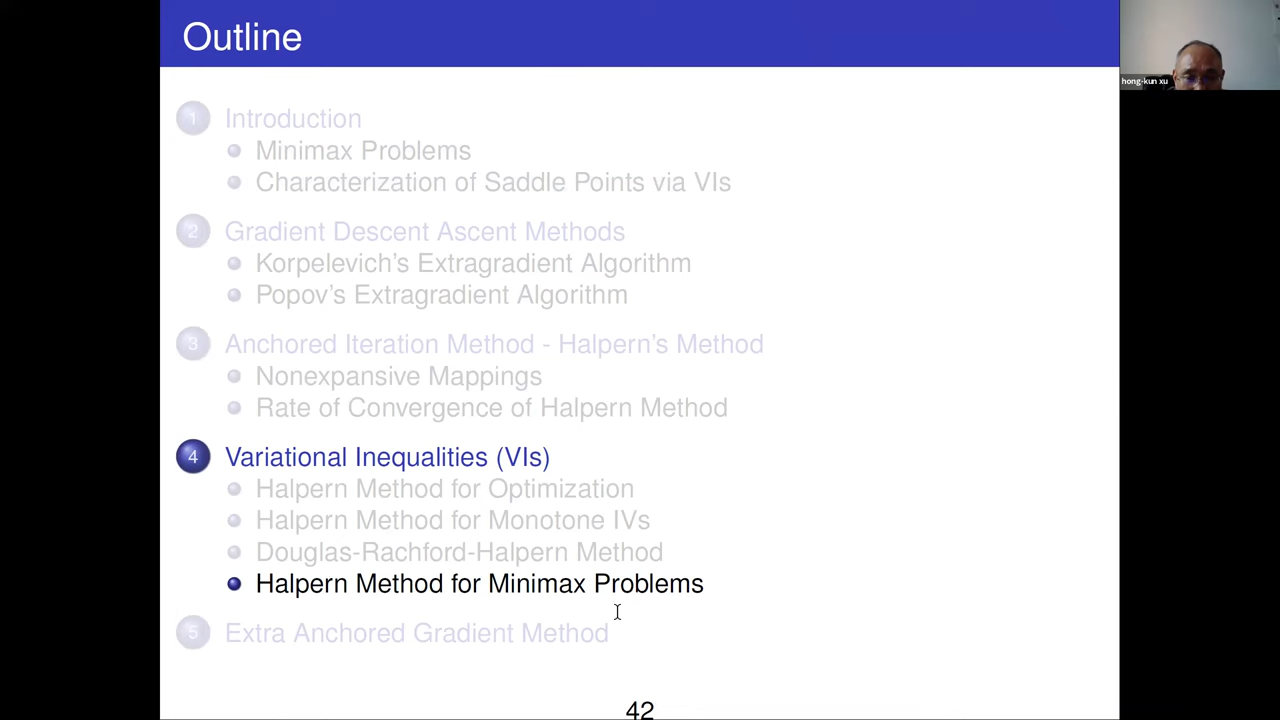 Outline
hong-kun xu
1 Introduction
Minimax Problems
Characterization of Saddle Points via VIs
2 Gradient Descent Ascent Methods
Korpelevich's Extragradient Algorithm
Popov's Extragradient Algorithm
3 Anchored Iteration Method - Halpern's Method
Nonexpansive Mappings
Rate of Convergence of Halpern Method
4 Variational Inequalities (VIs)
Halpern Method for Optimization
Halpern Method for Monotone IVs
Douglas-Rachford-Halpern Method
Halpern Method for Minimax Problems
5 Extra Anchored Gradient Method
42